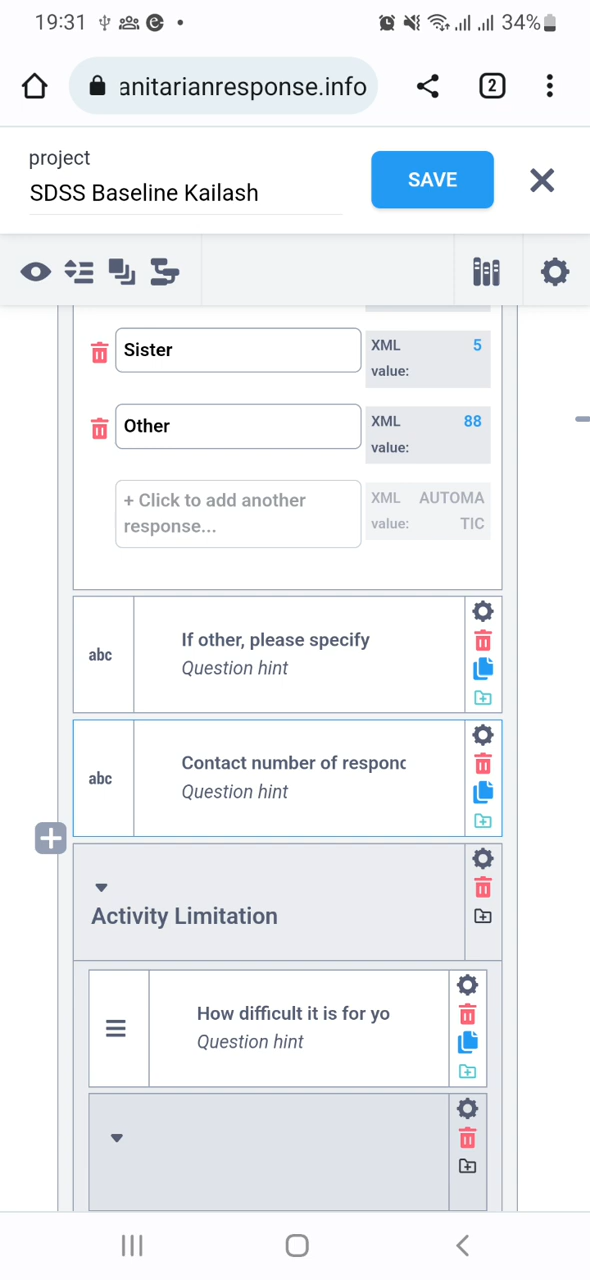 19:31
34%
anitarianresponse.info
2
project
SDSS Baseline Kailash
SAVE
Sister
XML value: 5
Other
XML value: 88
+ Click to add another
response...
XML value: AUTOMA
TIC
abc
If other, please specify
Question hint
abc
Contact number of respond
Question hint
Activity Limitation
How difficult it is for yo
Question hint